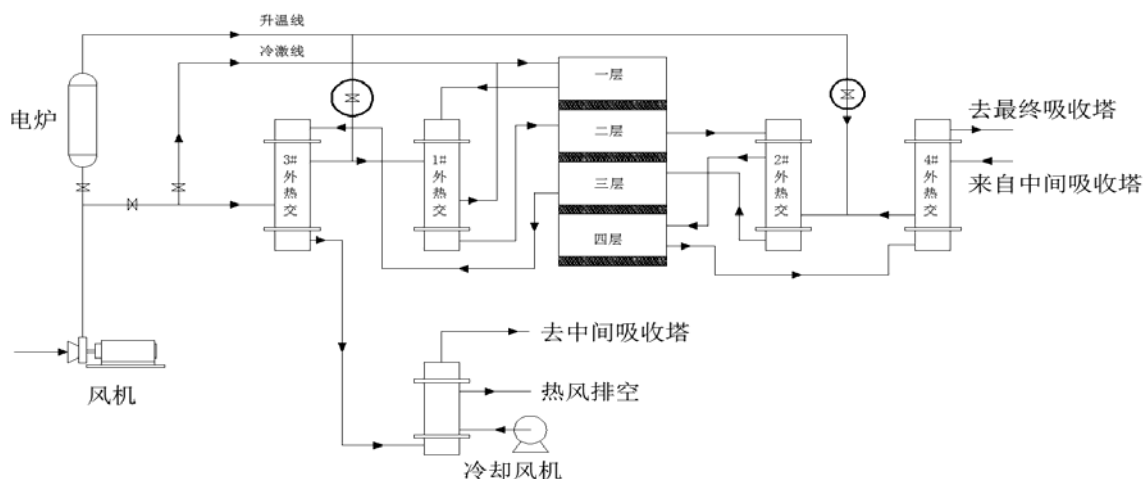 升温线
冷激线
电炉
一层
二层
三层
四层
3#外热交
1#外热交
2#外热交
4#外热交
去最终吸收塔
来自中间吸收塔
风机
去中间吸收塔
热风排空
冷却风机